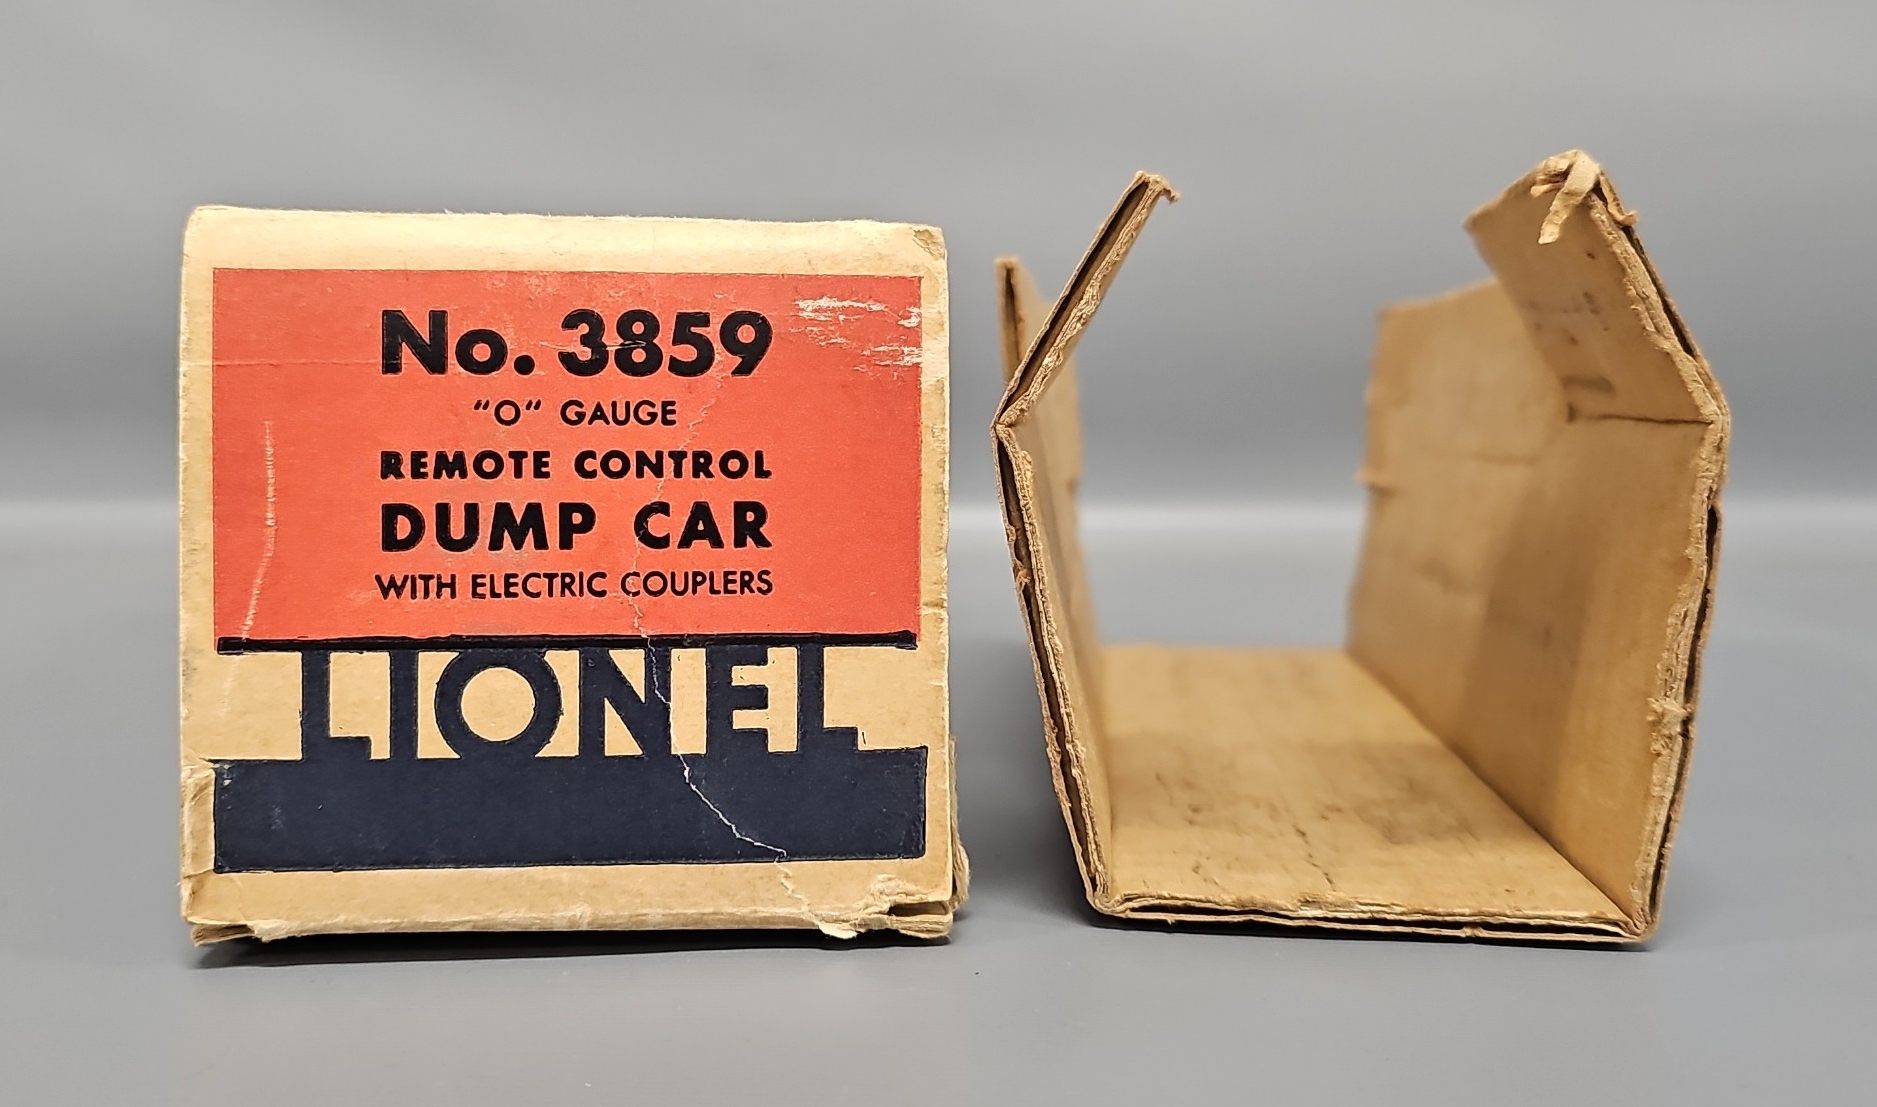 No. 3859
"O" GAUGE
REMOTE CONTROL
DUMP CAR
WITH ELECTRIC COUPLERS
LIONEL